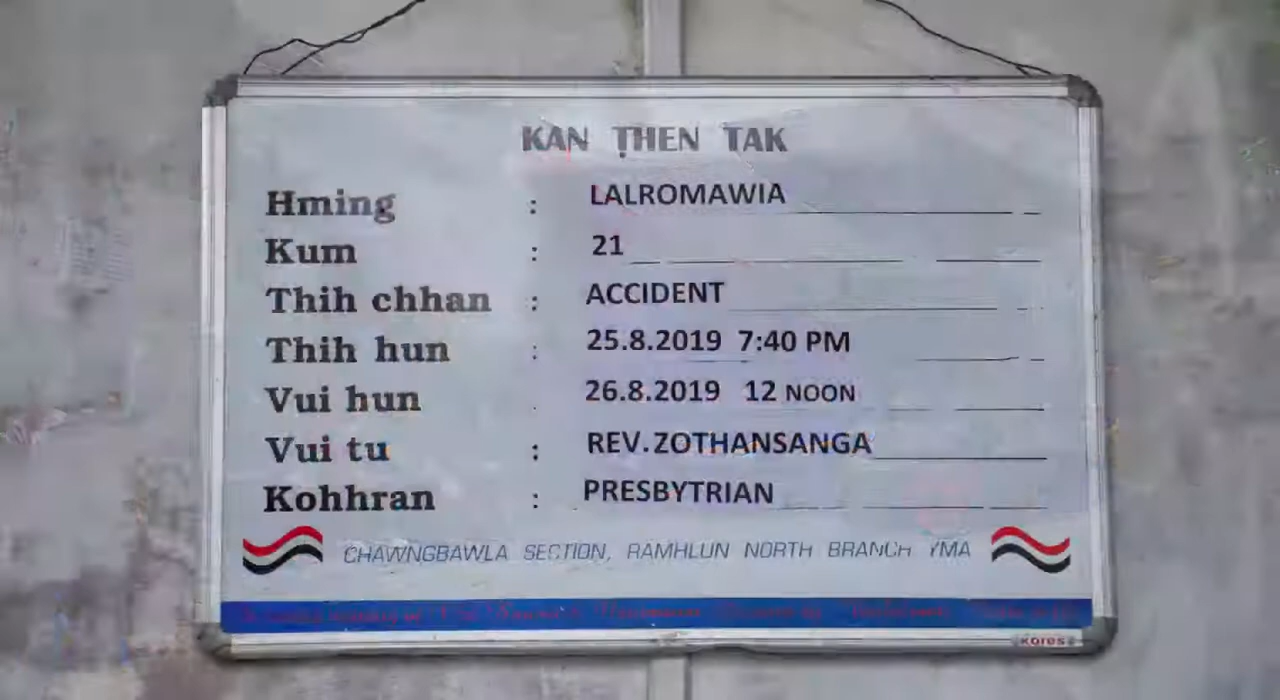 KAN ṬHEN TAK
Hming : LALROMAWIA
Kum : 21
Thih chhan : ACCIDENT
Thih hun : 25.8.2019 7:40 PM
Vui hun : 26.8.2019 12 NOON
Vui tu : REV.ZOTHANSANGA
Kohhran : PRESBYTRIAN
CHAWNGBAWLA SECTION, RAMHLUN NORTH BRANCH YMA
Kores